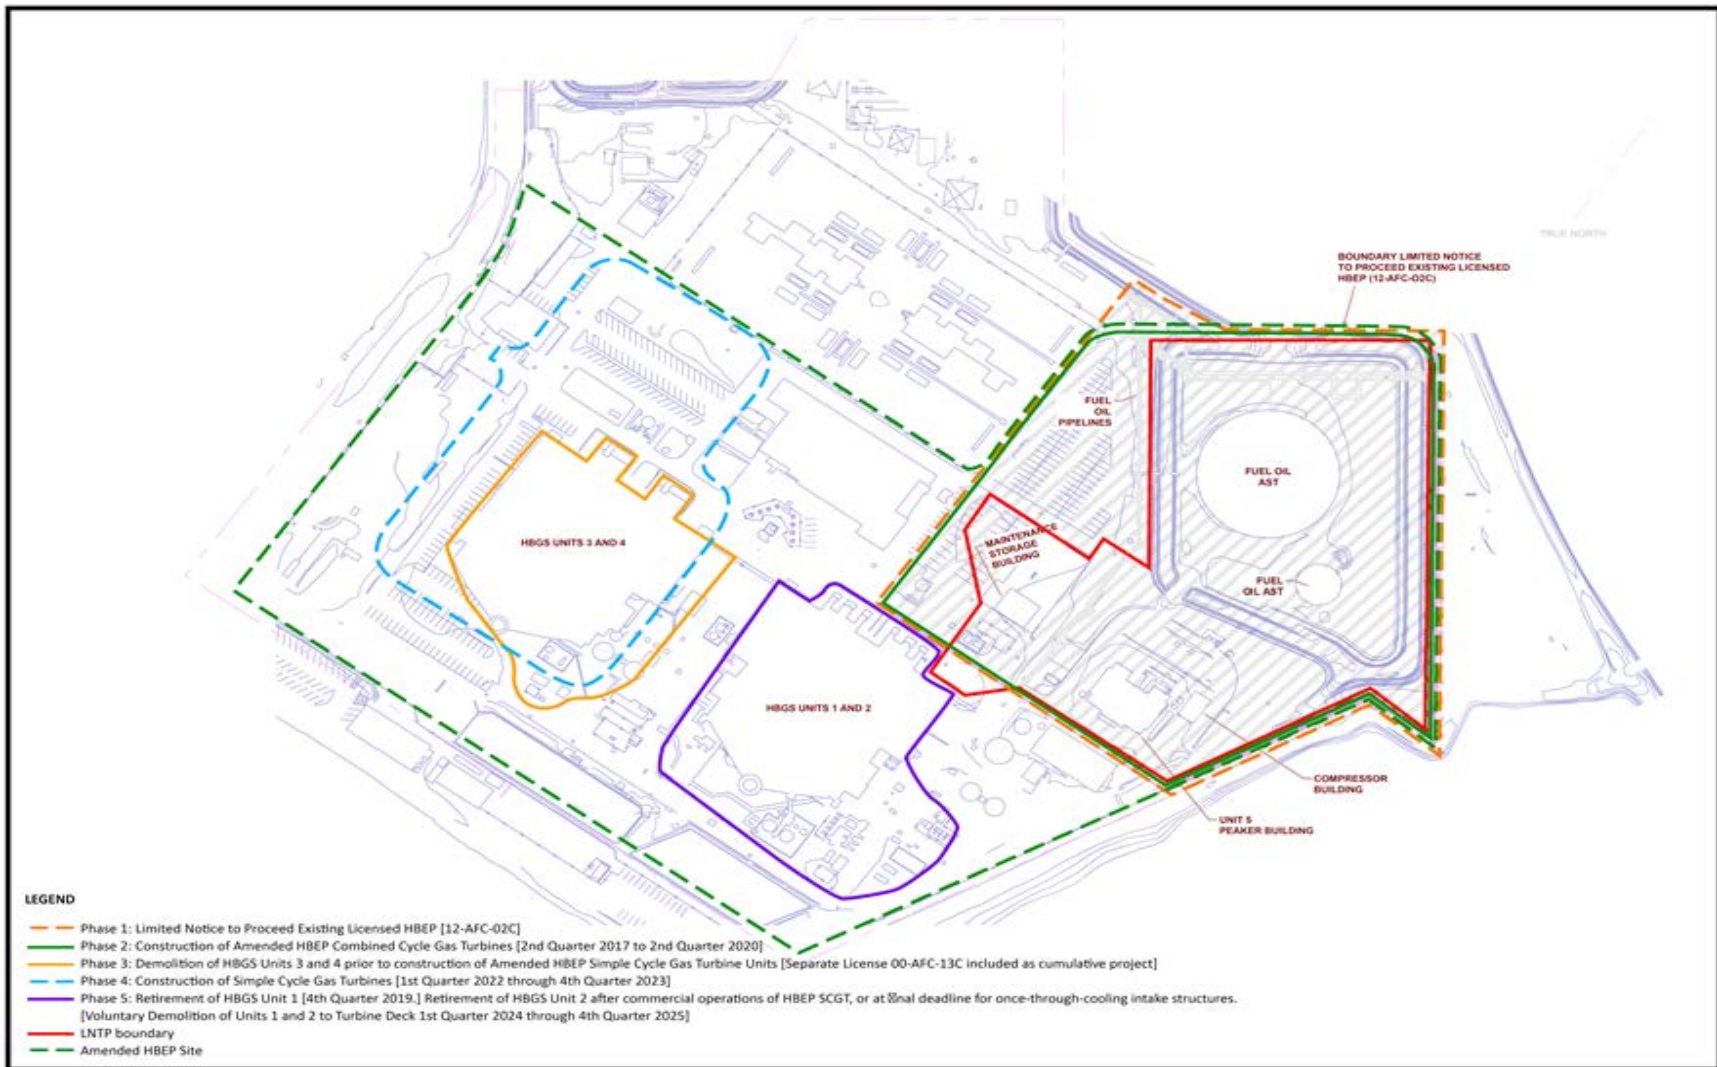 TRUE NORTH
BOUNDARY LIMITED NOTICE
TO PROCEED EXISTING LICENSED
HBEP (12-AFC-02C)
FUEL
OIL
PIPELINES
FUEL OIL
AST
MAINTENANCE
STORAGE
BUILDING
HBGS UNITS 3 AND 4
FUEL
OIL AST
HBGS UNITS 1 AND 2
COMPRESSOR
BUILDING
UNIT 5
PEAKER BUILDING
LEGEND
Phase 1: Limited Notice to Proceed Existing Licensed HBEP [12-AFC-02C]
Phase 2: Construction of Amended HBEP Combined Cycle Gas Turbines [2nd Quarter 2017 to 2nd Quarter 2020]
Phase 3: Demolition of HBGS Units 3 and 4 prior to construction of Amended HBEP Simple Cycle Gas Turbine Units [Separate License 00-AFC-13C included as cumulative project]
Phase 4: Construction of Simple Cycle Gas Turbines [1st Quarter 2022 through 4th Quarter 2023]
Phase 5: Retirement of HBGS Unit 1 [4th Quarter 2019.] Retirement of HBGS Unit 2 after commercial operations of HBEP SCGT, or at ☒nal deadline for once-through-cooling intake structures.
[Voluntary Demolition of Units 1 and 2 to Turbine Deck 1st Quarter 2024 through 4th Quarter 2025]
LNTP boundary
Amended HBEP Site